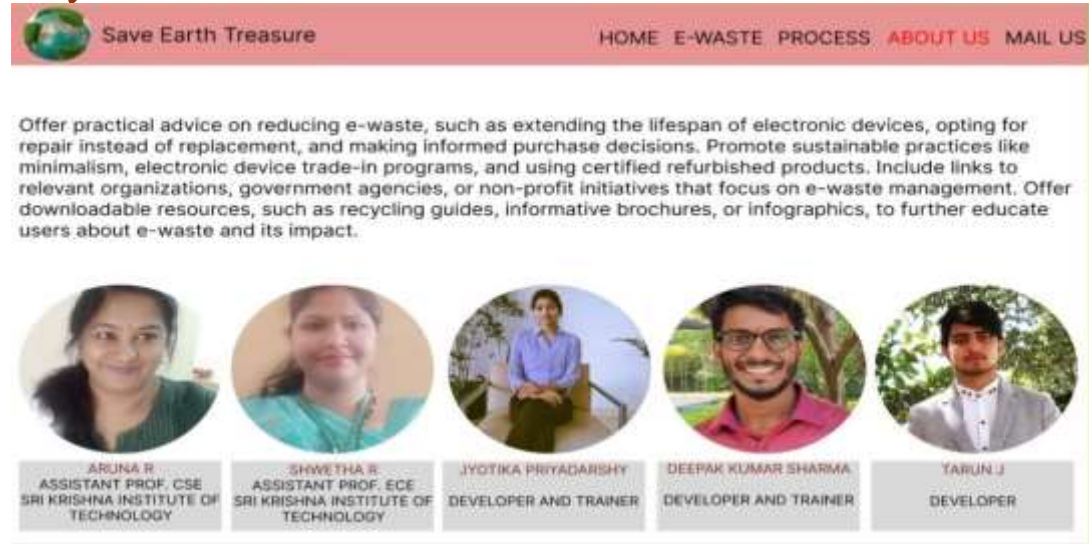 Save Earth Treasure
HOME E-WASTE PROCESS ABOUT US MAIL US
Offer practical advice on reducing e-waste, such as extending the lifespan of electronic devices, opting for
repair instead of replacement, and making informed purchase decisions. Promote sustainable practices like
minimalism, electronic device trade-in programs, and using certified refurbished products. Include links to
relevant organizations, government agencies, or non-profit initiatives that focus on e-waste management. Offer
downloadable resources, such as recycling guides, informative brochures, or infographics, to further educate
users about e-waste and its impact.
ARUNA R
ASSISTANT PROF. CSE
SRI KRISHNA INSTITUTE OF
TECHNOLOGY
SHWETHA R
ASSISTANT PROF. ECE
SRI KRISHNA INSTITUTE OF
TECHNOLOGY
JYOTIKA PRIYADARSHY
DEVELOPER AND TRAINER
DEEPAK KUMAR SHARMA
DEVELOPER AND TRAINER
TARUN J
DEVELOPER